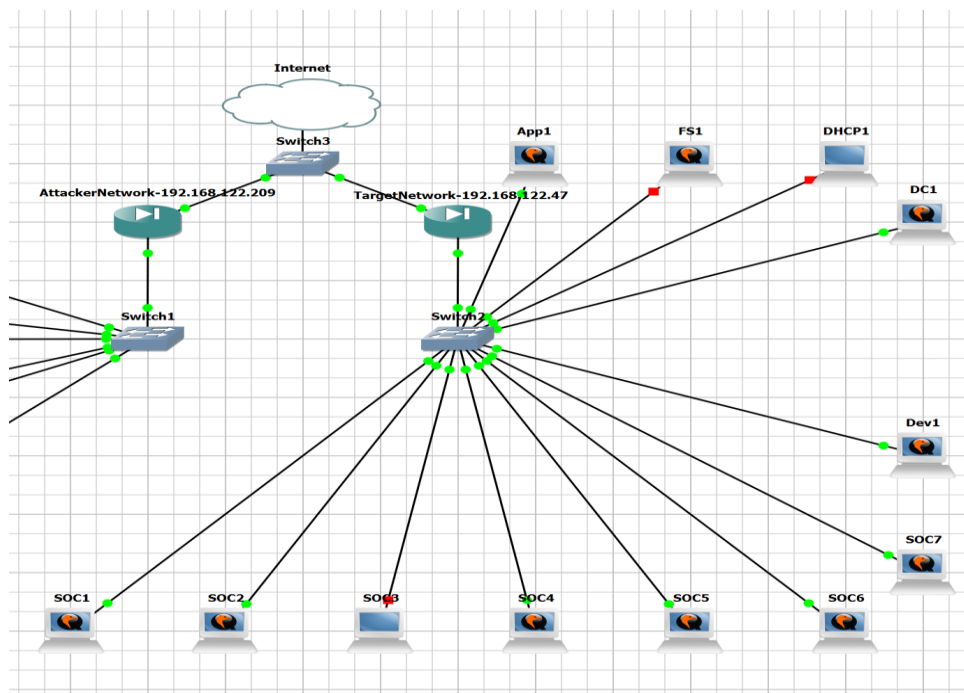 Internet
Switch3
App1
FS1
DHCP1
AttackerNetwork-192.168.122.209
TargetNetwork-192.168.122.47
DC1
Switch1
Switch2
Dev1
SOC7
SOC1
SOC2
SOC3
SOC4
SOC5
SOC6